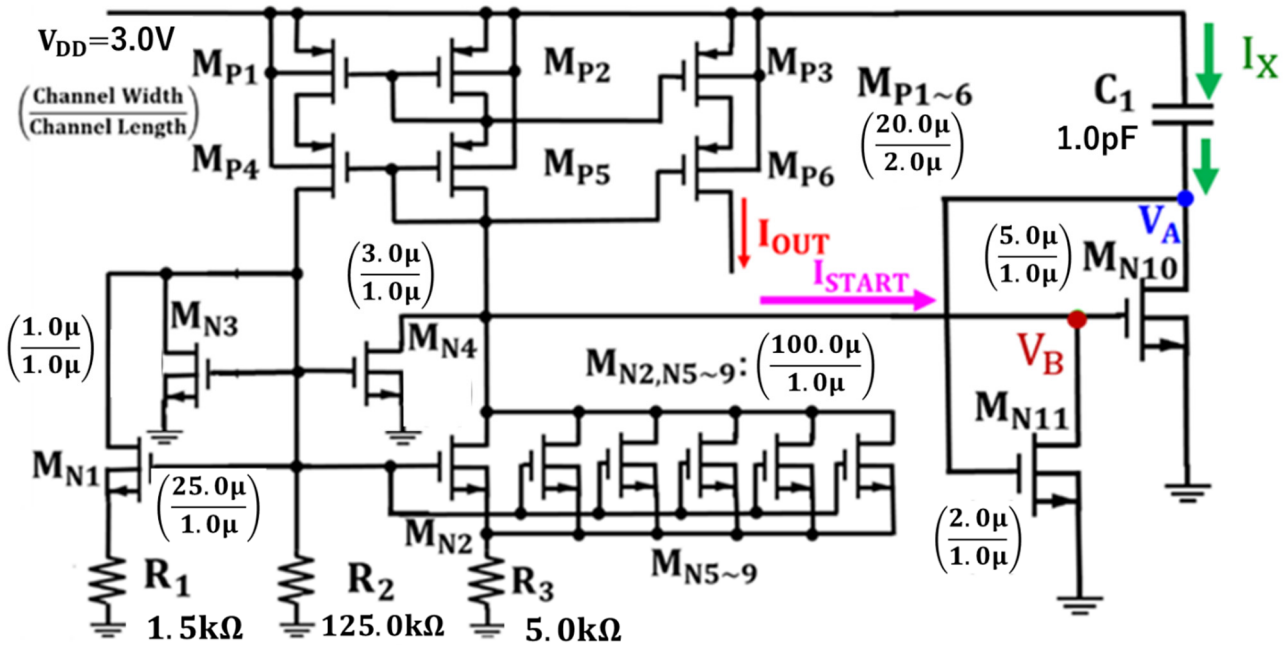 V_DD=3.0V
(Channel Width
/Channel Length)
M_P1
M_P2
M_P3
M_P4
M_P5
M_P6
M_P1~6
(20.0μ
/2.0μ)
I_X
C_1
1.0pF
V_A
I_OUT
I_START
(3.0μ
/1.0μ)
(5.0μ
/1.0μ)
M_N10
(1.0μ
/1.0μ)
M_N3
M_N4
M_N2,N5~9: (100.0μ
/1.0μ)
V_B
M_N11
M_N1
(25.0μ
/1.0μ)
M_N2
M_N5~9
(2.0μ
/1.0μ)
R_1
1.5kΩ
R_2
125.0kΩ
R_3
5.0kΩ